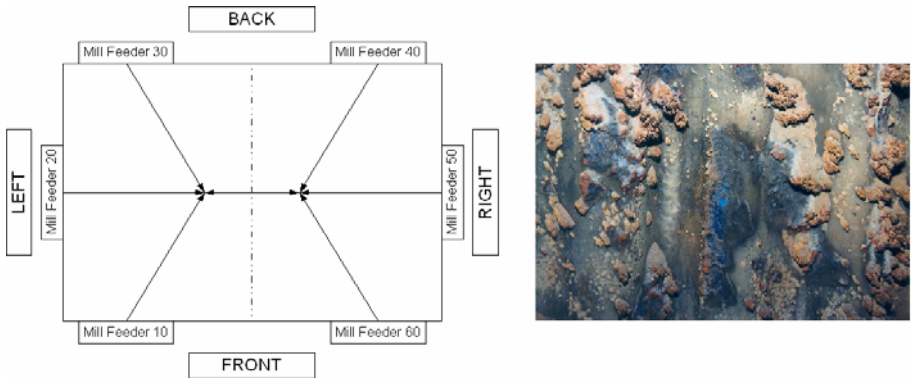 BACK
Mill Feeder 30
Mill Feeder 40
LEFT
Mill Feeder 20
Mill Feeder 50
RIGHT
Mill Feeder 10
Mill Feeder 60
FRONT